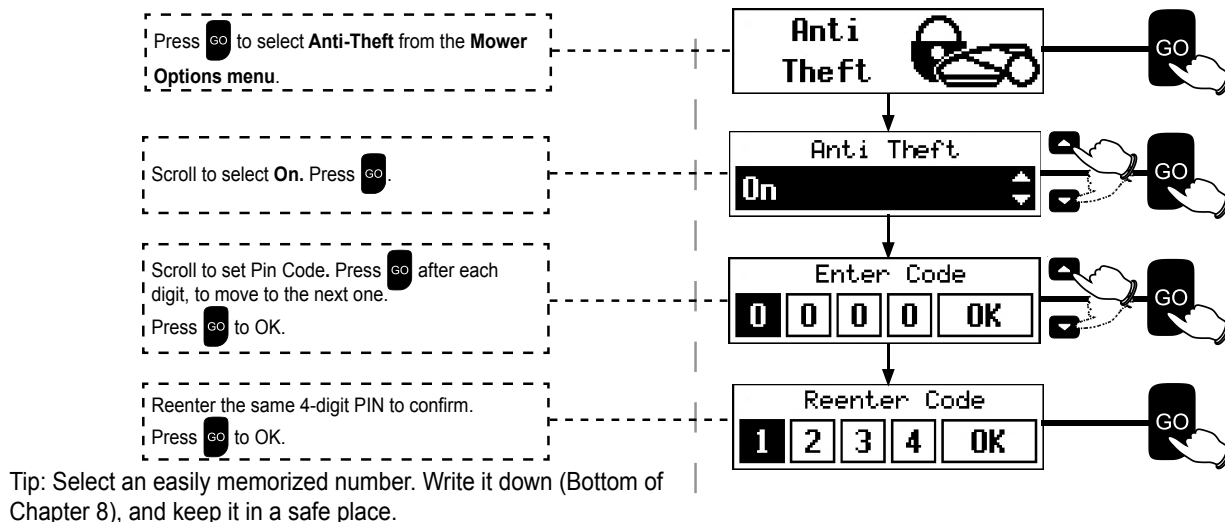 Press GO to select Anti-Theft from the Mower
Options menu.
Anti
Theft
GO
Scroll to select On. Press GO.
Anti Theft
On
GO
Scroll to set Pin Code. Press GO after each
digit, to move to the next one.
Press GO to OK.
Enter Code
0 0 0 0 OK
GO
Reenter the same 4-digit PIN to confirm.
Press GO to OK.
Reenter Code
1 2 3 4 OK
GO
Tip: Select an easily memorized number. Write it down (Bottom of
Chapter 8), and keep it in a safe place.